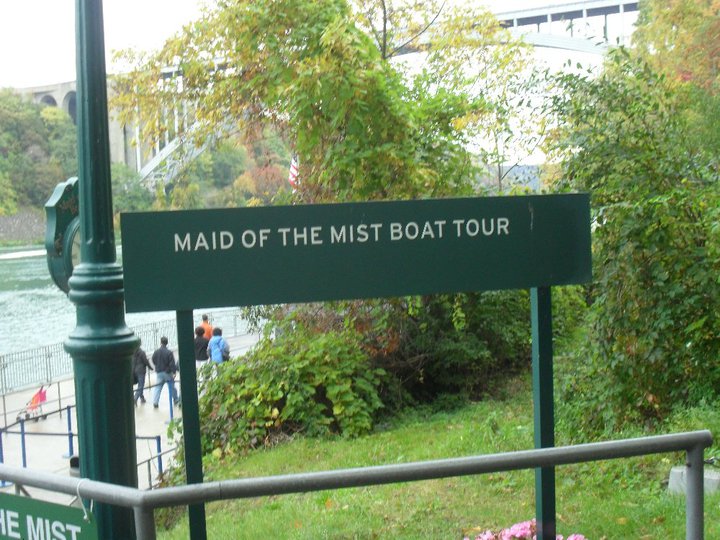 MAID OF THE MIST BOAT TOUR
HE MIST